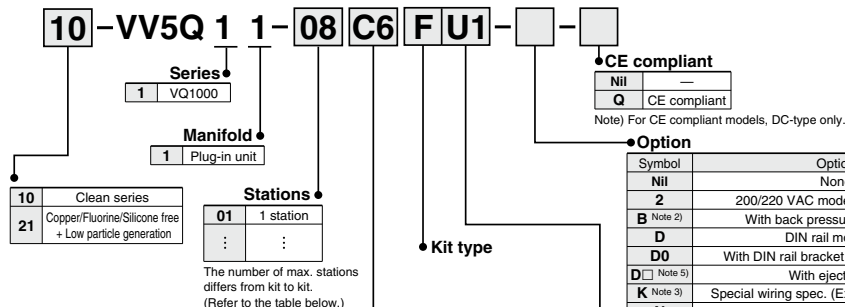 10 -VV5Q 1 1 - 08 C6 F U1 - -
CE compliant
Nil —
Q CE compliant
Note) For CE compliant models, DC-type only.
Series
1 VQ1000
Manifold
1 Plug-in unit
10 Clean series
21 Copper/Fluorine/Silicone free + Low particle generation
Stations
01 1 station
⋮ ⋮
The number of max. stations
differs from kit to kit.
(Refer to the table below.)
Kit type
Option
Symbol
Nil
2 200/220 VAC
B Note 2) With back
D DIN rail
D0 With DIN rail bracket
D□ Note 5) With
K Note 3) Special wiring spec.